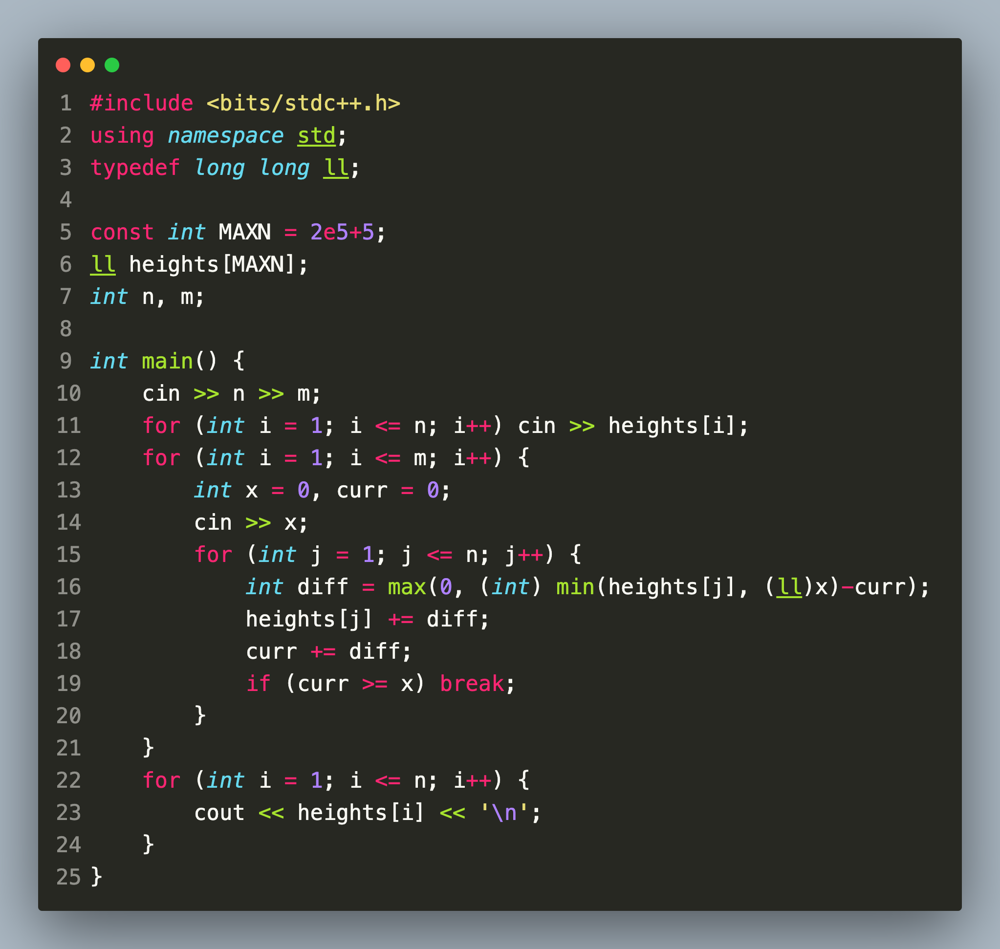 1 #include <bits/stdc++.h>
2 using namespace std;
3 typedef long long ll;
4
5 const int MAXN = 2e5+5;
6 ll heights[MAXN];
7 int n, m;
8
9 int main() {
10     cin >> n >> m;
11     for (int i = 1; i <= n; i++) cin >> heights[i];
12     for (int i = 1; i <= m; i++) {
13         int x = 0, curr = 0;
14         cin >> x;
15         for (int j = 1; j <= n; j++) {
16             int diff = max(0, (int) min(heights[j], (ll)x)-curr);
17             heights[j] += diff;
18             curr += diff;
19             if (curr >= x) break;
20         }
21     }
22     for (int i = 1; i <= n; i++) {
23         cout << heights[i] << '\n';
24     }
25 }